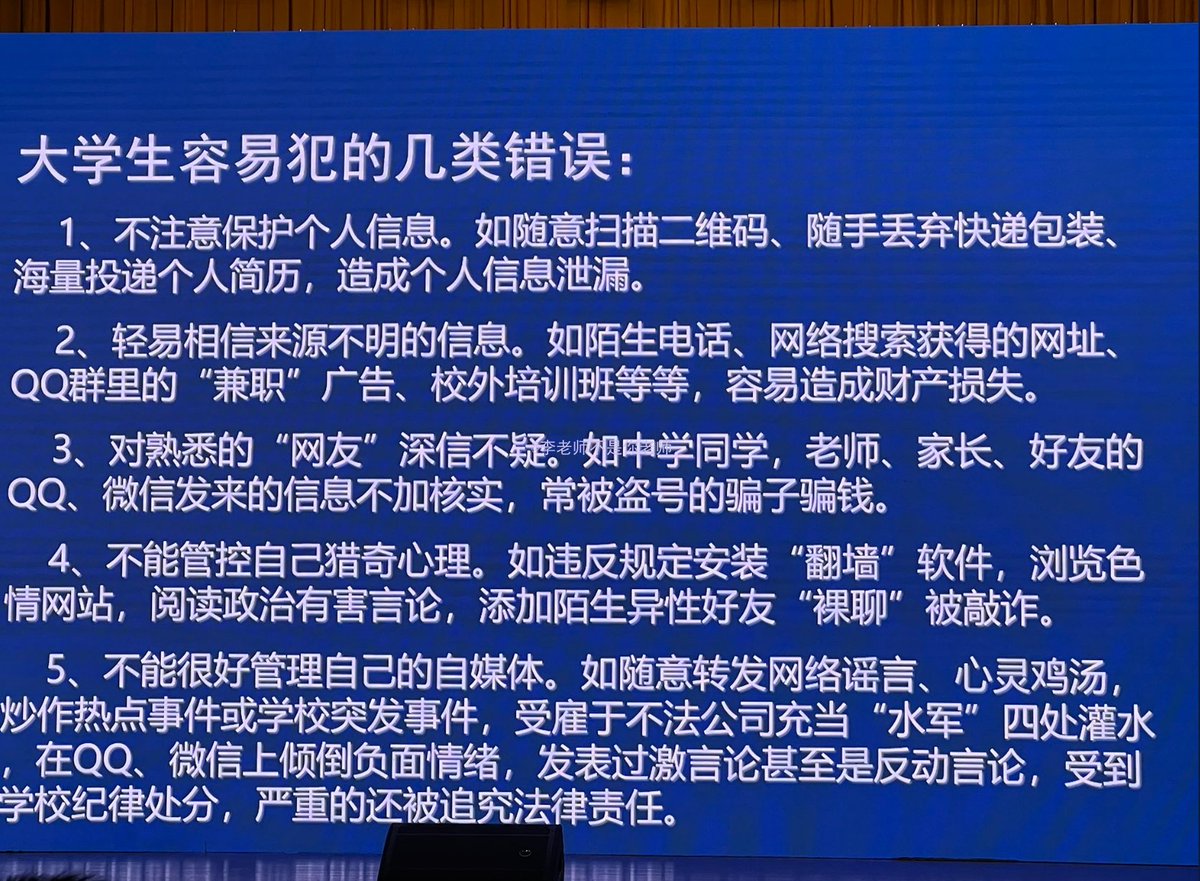 大学生容易犯的几类错误：
1、不注意保护个人信息。如随意扫描二维码、随手丢弃快递包装、
海量投递个人简历，造成个人信息泄漏。
2、轻易相信来源不明的信息。如陌生电话、网络搜索获得的网址、
QQ群里的“兼职”广告、校外培训班等等，容易造成财产损失。
3、对熟悉的“网友”深信不疑。如中学同学，老师、家长、好友的
QQ、微信发来的信息不加核实，常被盗号的骗子骗钱。
4、不能管控自己猎奇心理。如违反规定安装“翻墙”软件，浏览色
情网站，阅读政治有害言论，添加陌生异性好友“裸聊”被敲诈。
5、不能很好管理自己的自媒体。如随意转发网络谣言、心灵鸡汤，
炒作热点事件或学校突发事件，受雇于不法公司充当“水军”四处灌水
，在QQ、微信上倾倒负面情绪，发表过激言论甚至是反动言论，受到
学校纪律处分，严重的还被追究法律责任。